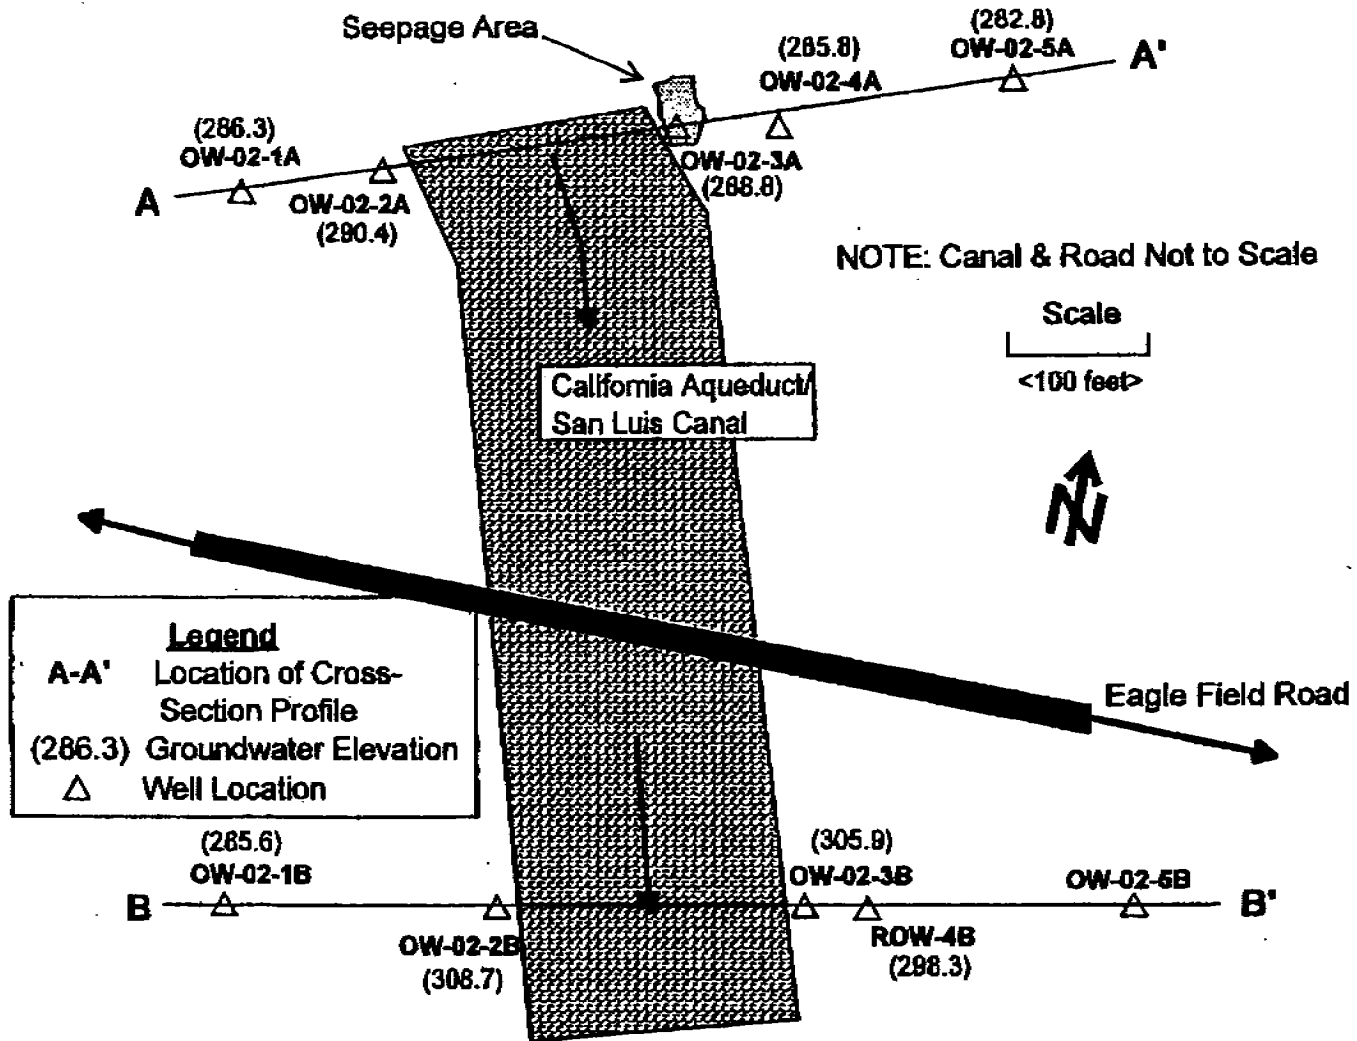 Seepage Area
(282.8)
OW-02-5A
A'
(285.8)
OW-02-4A
(286.3)
OW-02-1A
OW-02-3A
(288.8)
A
OW-02-2A
(290.4)
NOTE: Canal & Road Not to Scale
Scale
<100 feet>
California Aqueduct/
San Luis Canal
N
Legend
A-A' Location of Cross-
Section Profile
(286.3) Groundwater Elevation
Well Location
Eagle Field Road
(285.6)
OW-02-1B
(305.9)
OW-02-3B
OW-02-5B
B
B'
OW-02-2B
(308.7)
ROW-4B
(298.3)